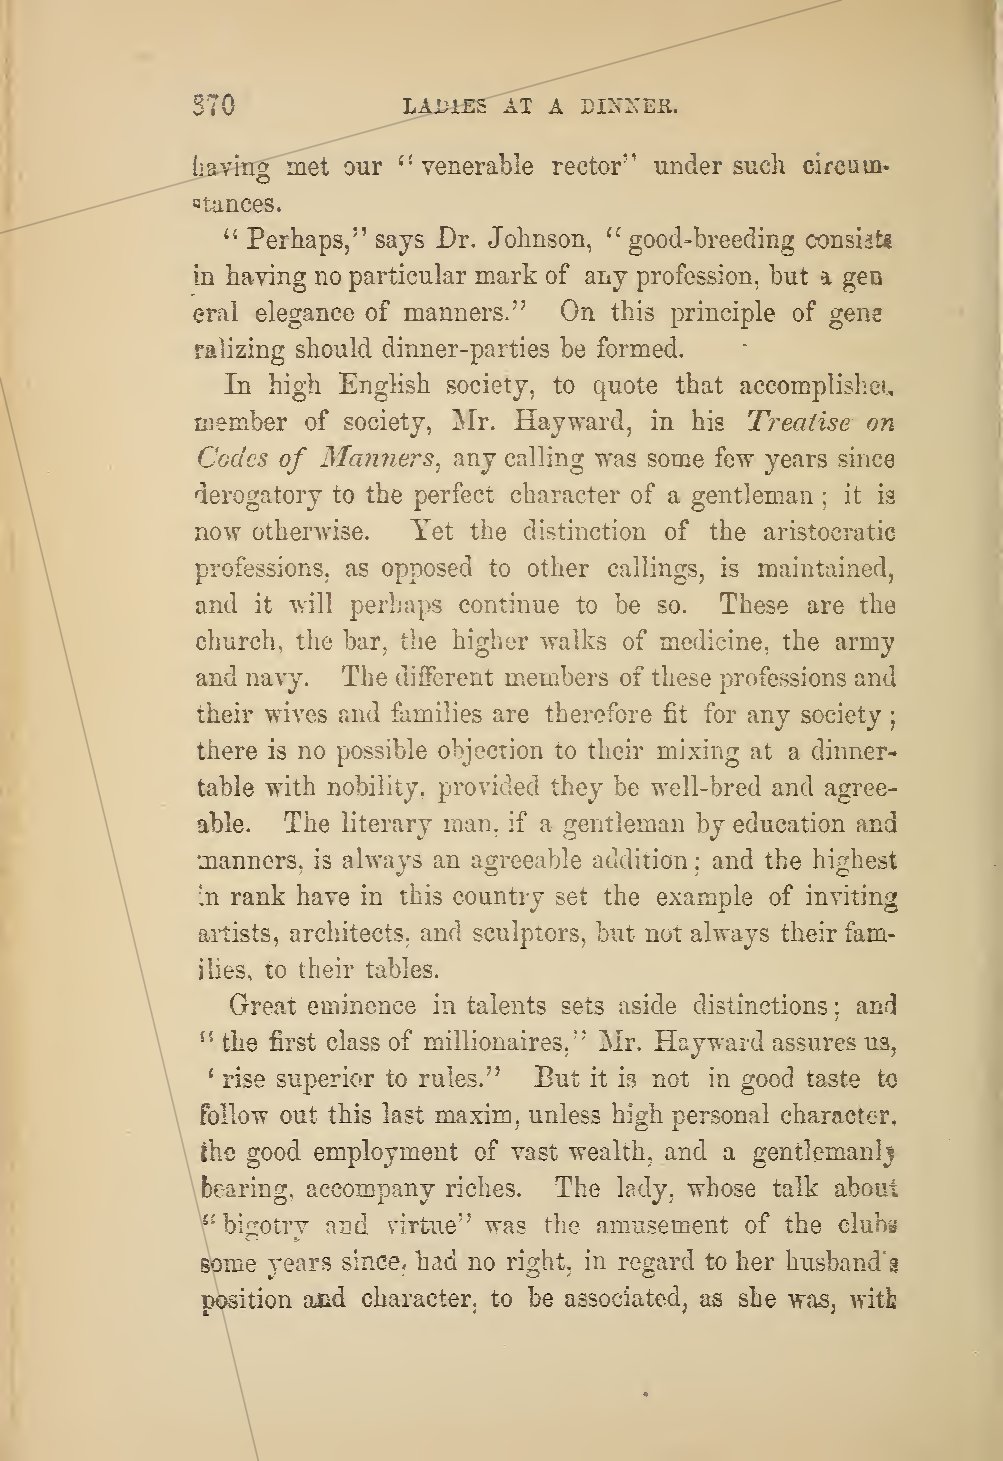 370 LADIES AT A DINNER.
having met our “ venerable rector” under such circum-
stances.
“ Perhaps,” says Dr. Johnson, “ good-breeding consists
in having no particular mark of any profession, but a gen
eral elegance of manners.” On this principle of gene
ralizing should dinner-parties be formed.
In high English society, to quote that accomplished
member of society, Mr. Hayward, in his Treatise on
Codes of Manners, any calling was some few years since
derogatory to the perfect character of a gentleman ; it is
now otherwise. Yet the distinction of the aristocratic
professions, as opposed to other callings, is maintained,
and it will perhaps continue to be so. These are the
church, the bar, the higher walks of medicine, the army
and navy. The different members of these professions and
their wives and families are therefore fit for any society ;
there is no possible objection to their mixing at a dinner-
table with nobility, provided they be well-bred and agree-
able. The literary man, if a gentleman by education and
manners, is always an agreeable addition ; and the highest
in rank have in this country set the example of inviting
artists, architects, and sculptors, but not always their fam-
ilies, to their tables.
Great eminence in talents sets aside distinctions ; and
“ the first class of millionaires,” Mr. Hayward assures us,
‘ rise superior to rules.” But it is not in good taste to
follow out this last maxim, unless high personal character,
the good employment of vast wealth, and a gentlemanly
bearing, accompany riches. The lady, whose talk about
“ bigotry and virtue” was the amusement of the clubs
some years since, had no right, in regard to her husband's
position and character, to be associated, as she was, with